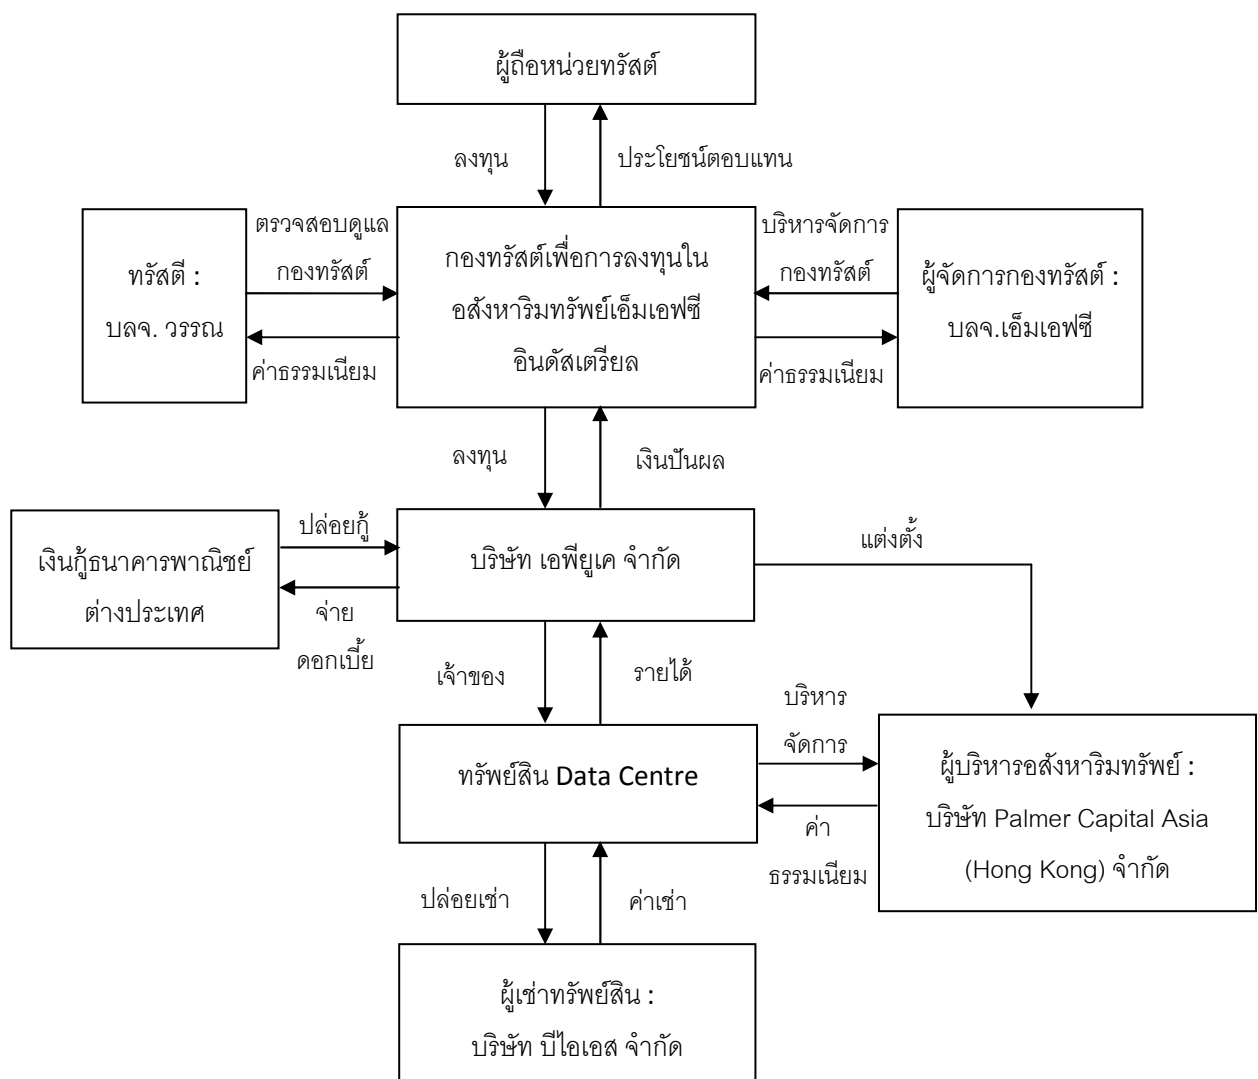 ผู้ถือหน่วยทรัสต์
ลงทุน
ประโยชน์ตอบแทน
ทรัสตี :
บลจ. วรรณ
ตรวจสอบดูแล
กองทรัสต์
ค่าธรรมเนียม
กองทรัสต์เพื่อการลงทุนใน
อสังหาริมทรัพย์เอ็มเอฟซี
อินดัสเตรียล
บริหารจัดการ
กองทรัสต์
ค่าธรรมเนียม
ผู้จัดการกองทรัสต์ :
บลจ.เอ็มเอฟซี
ลงทุน
เงินปันผล
เงินกู้ธนาคารพาณิชย์
ต่างประเทศ
ปล่อยกู้
จ่าย
ดอกเบี้ย
บริษัท เอพียูเค จำกัด
แต่งตั้ง
เจ้าของ
รายได้
ทรัพย์สิน Data Centre
บริหาร
จัดการ
ค่า
ธรรมเนียม
ผู้บริหารอสังหาริมทรัพย์ :
บริษัท Palmer Capital Asia
(Hong Kong) จำกัด
ปล่อยเช่า
ค่าเช่า
ผู้เช่าทรัพย์สิน :
บริษัท บีไอเอส จำกัด